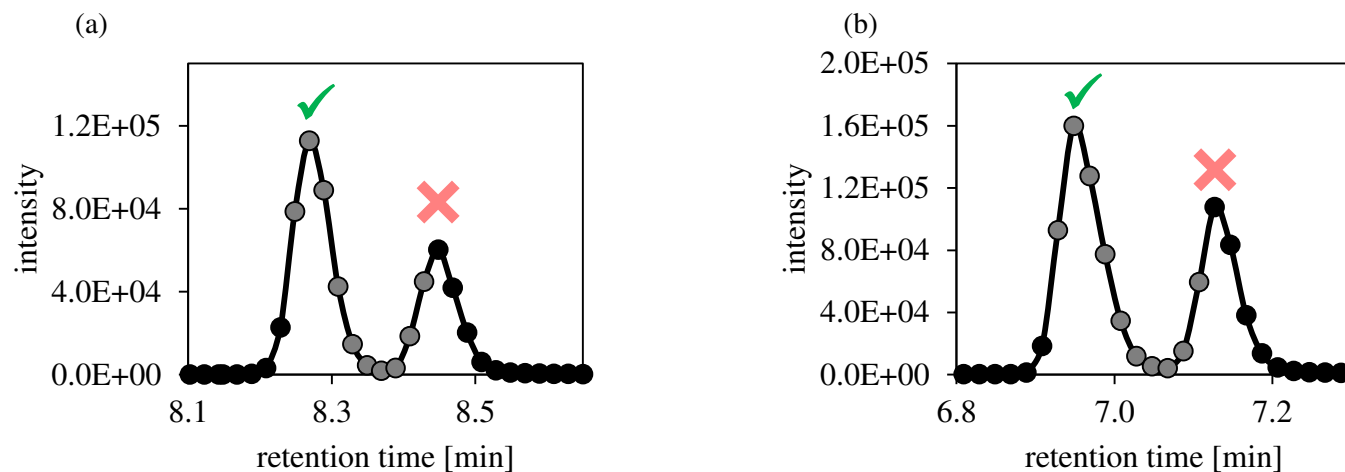 (a)
1.2E+05
8.0E+04
4.0E+04
0.0E+00
intensity
8.1 8.3 8.5
retention time [min]
(b)
2.0E+05
1.6E+05
1.2E+05
8.0E+04
4.0E+04
0.0E+00
intensity
6.8 7.0 7.2
retention time [min]